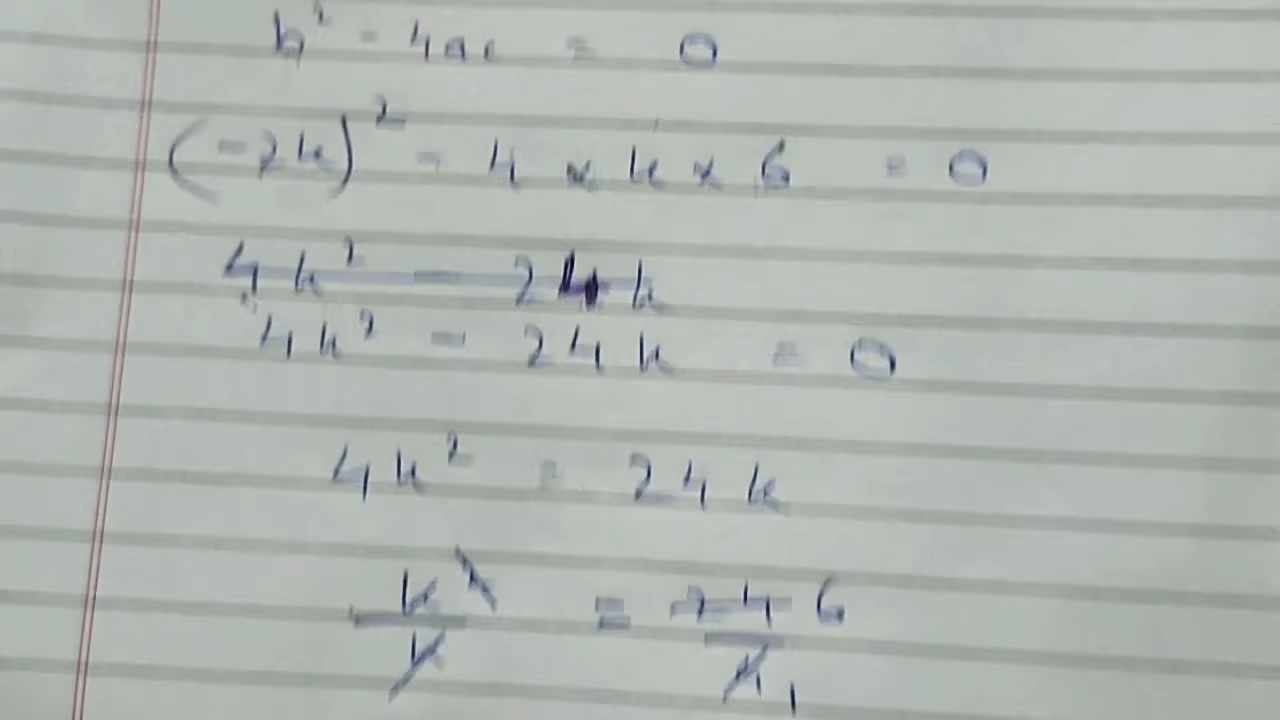 b² - 4ac = 0
(-2k)² - 4 × k × 6 = 0
4k² - 24k
4k² - 24k = 0
4k² = 24k
k²/k = 24/4 6/1